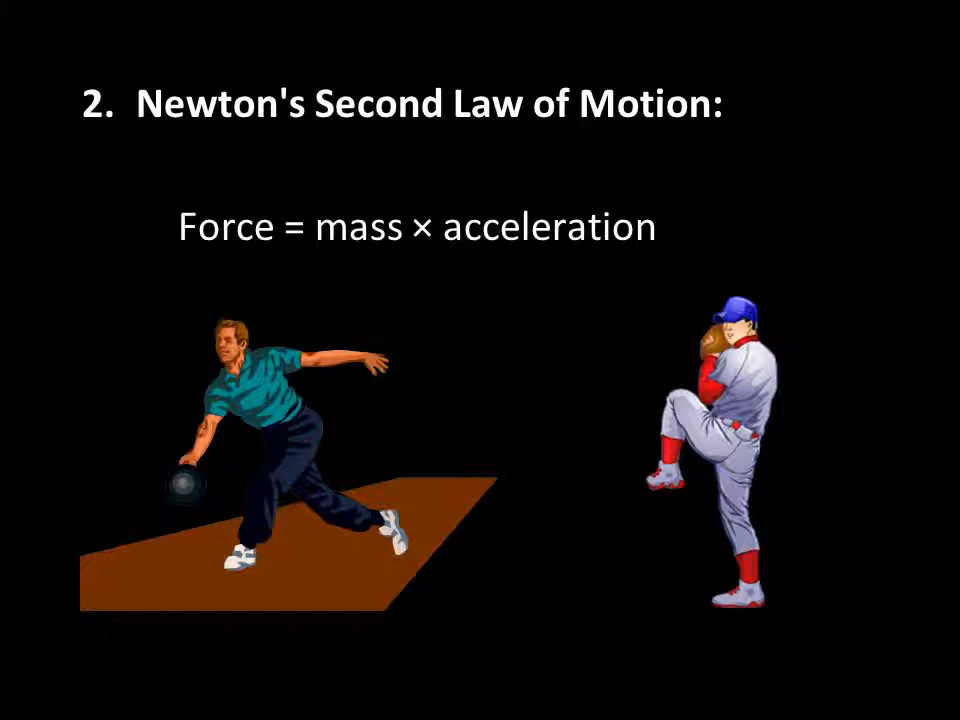 2. Newton's Second Law of Motion:
Force = mass × acceleration